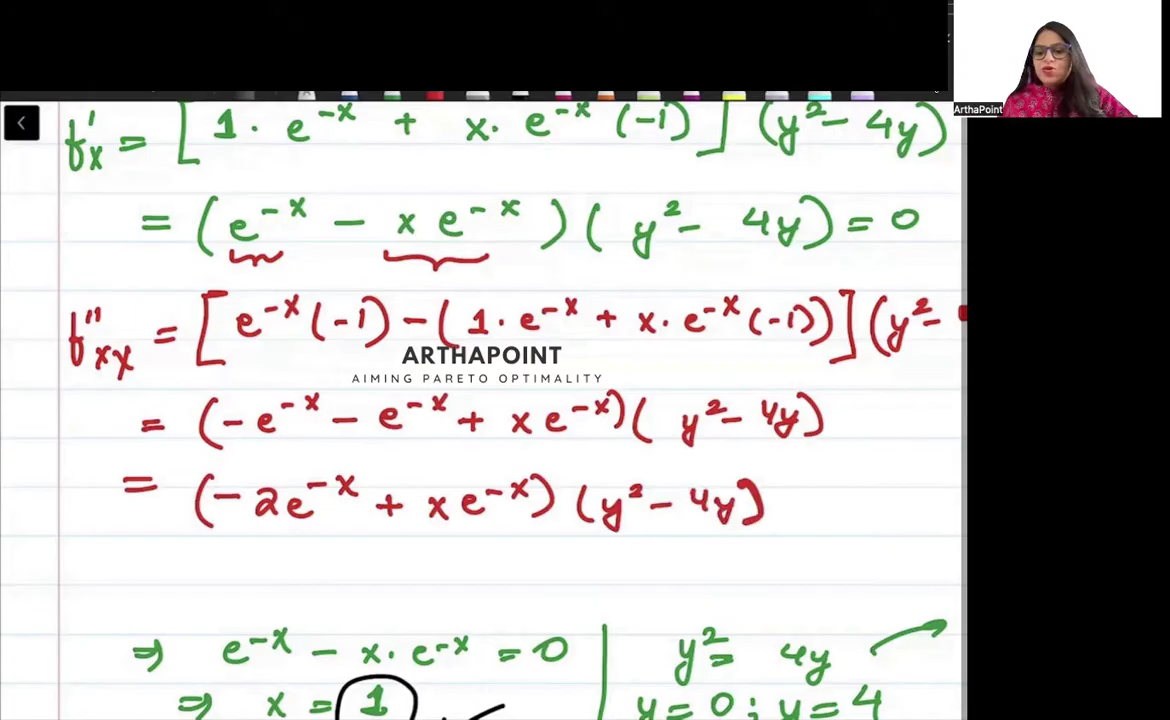 ArthaPoint
f'x = [1· e^-x + x· e^-x (-1)] (y² - 4y)
= (e^-x - x e^-x) (y² - 4y) = 0
f''xx = [e^-x (-1) - (1· e^-x + x· e^-x (-1))] (y² -
ARTHAPOINT
AIMING PARETO OPTIMALITY
= (-e^-x - e^-x + x e^-x) (y² - 4y)
= (-2e^-x + x e^-x) (y² - 4y)
⇒ e^-x - x· e^-x = 0
⇒ x = 1
y² = 4y
y = 0 ; y = 4